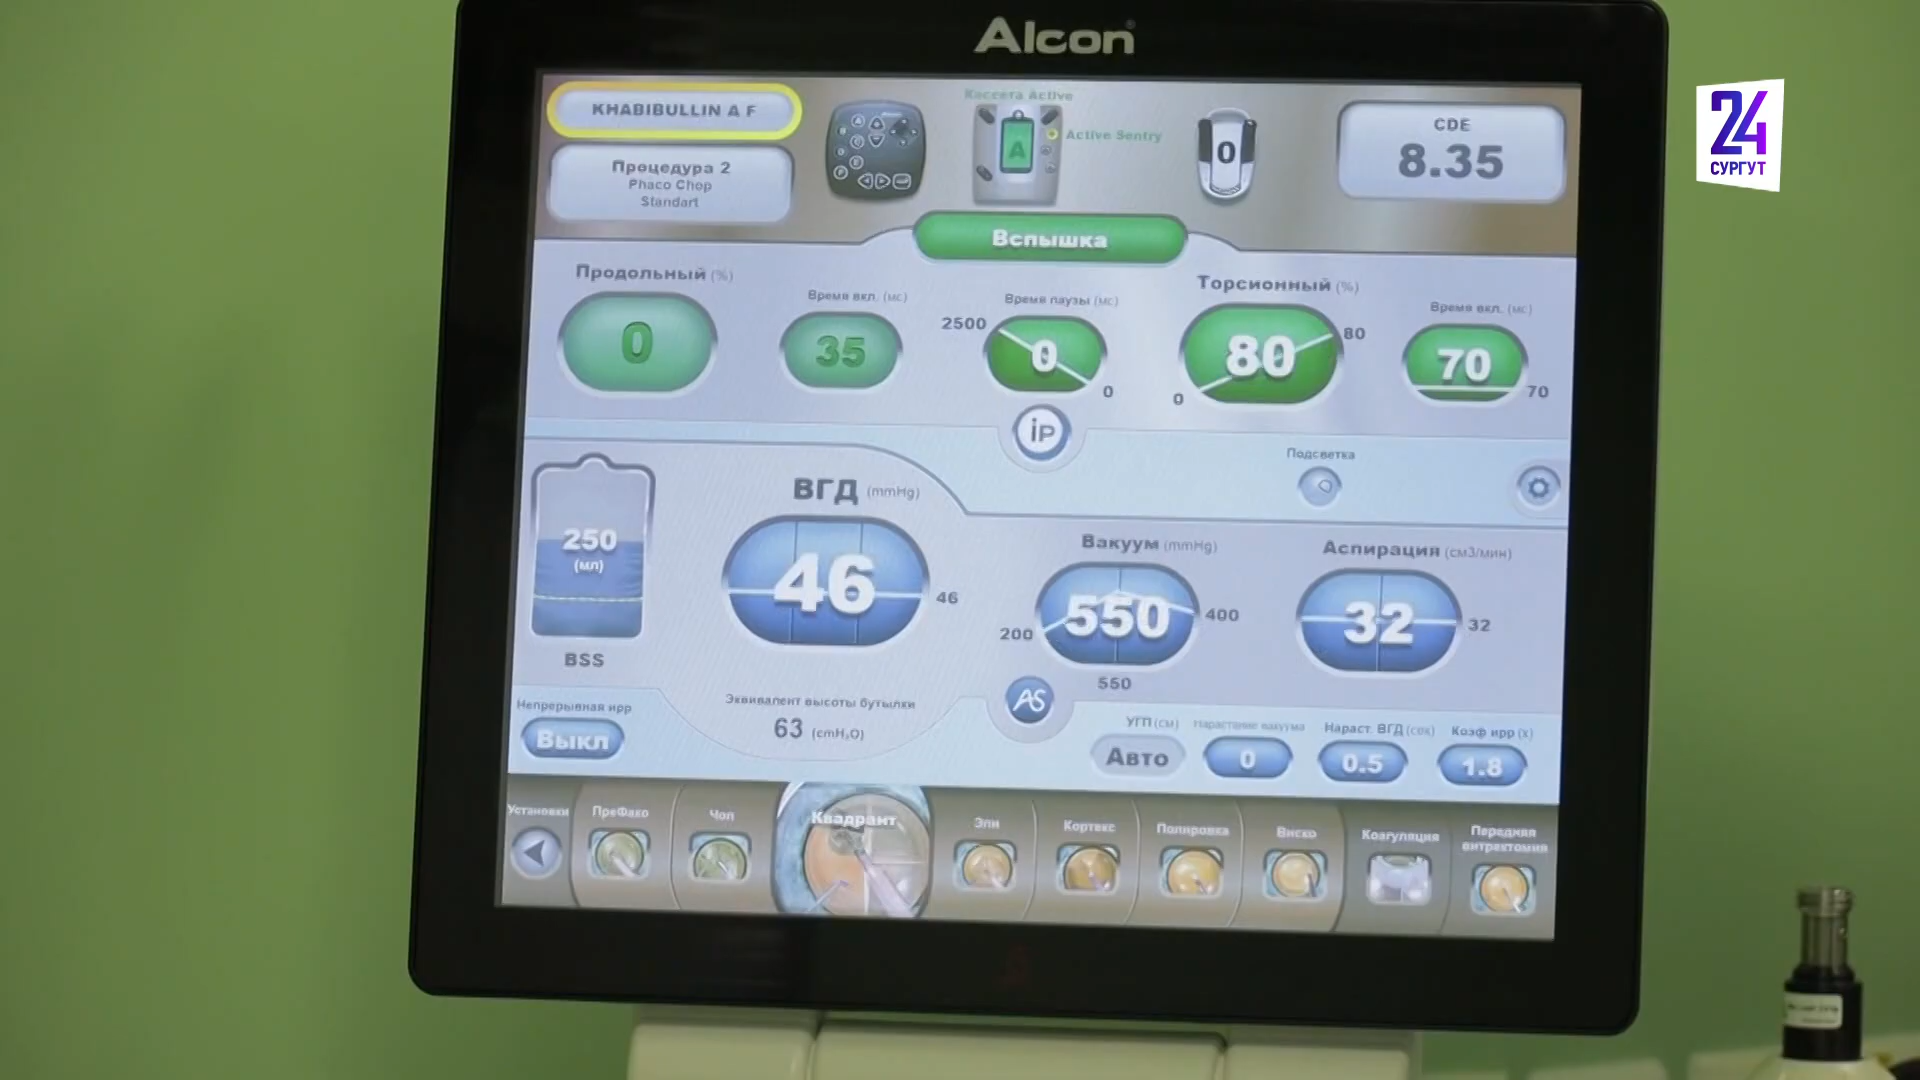 Alcon
KHABIBULLIN A F
Процедура 2
Phaco Chop
Standart
Active Sentry
A
0
CDE
8.35
24
СУРГУТ
Вспышка
Продольный (%)
0
Время вкл. (мс)
35
Время паузы (мс)
2500
0
0
Торсионный (%)
80
80
0
Время вкл. (мс)
70
70
iP
Подсветка
250
(мл)
BSS
ВГД (mmHg)
46
46
Вакуум (mmHg)
200
550
400
550
Аспирация (см3/мин)
32
32
Непрерывная ирр
Выкл
Эквивалент высоты бутылки
63 (cmH₂O)
AS
УГП (см)
Авто
Нарастание вакуума
0
Нараст. ВГД (сек)
0.5
Коэф ирр (x)
1.8
Установки
ПреФако
Чоп
Квадрант
Эпи
Кортекс
Полировка
Виско
Коагуляция
Передняя
витректомия